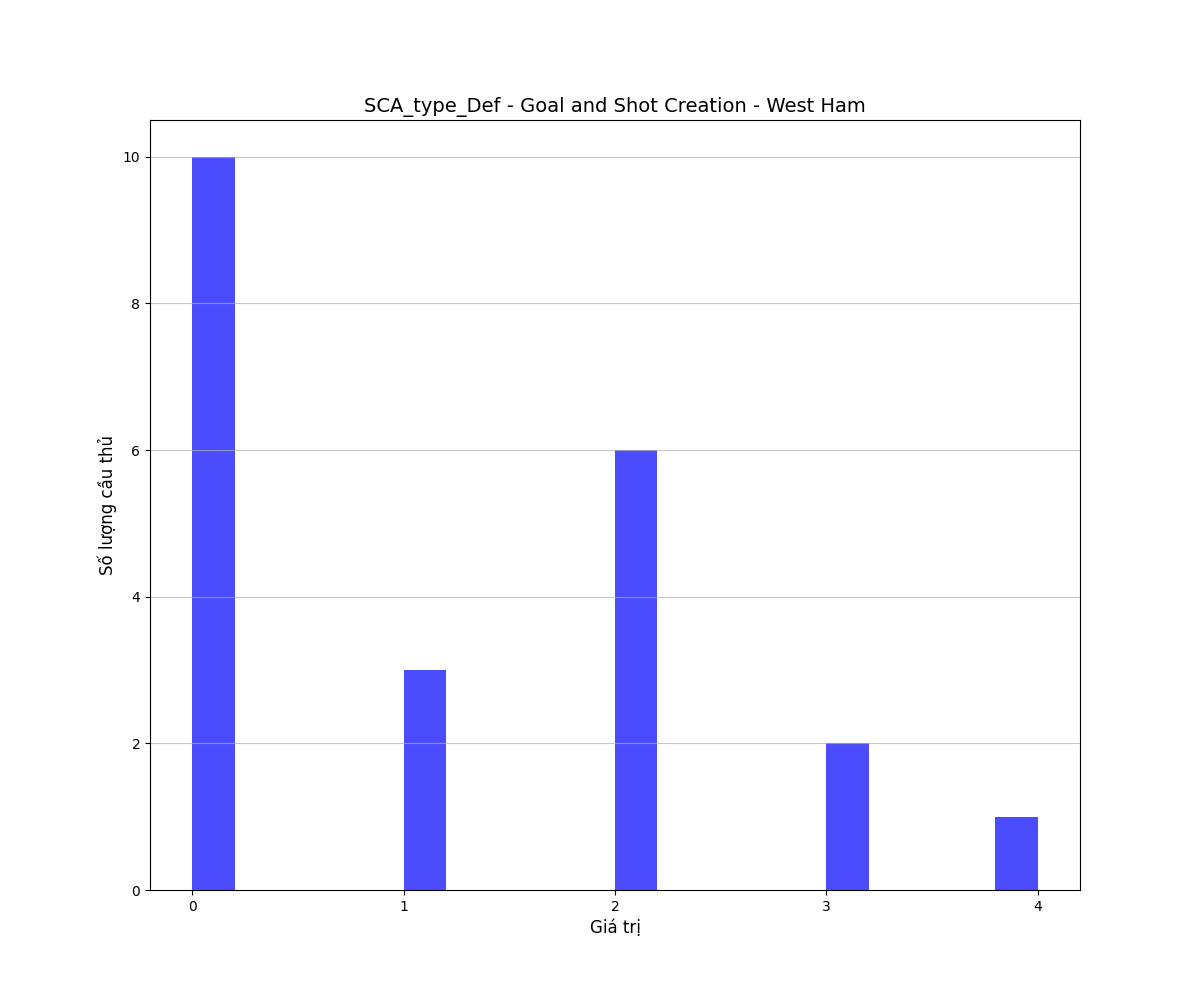 SCA_type_Def - Goal and Shot Creation - West Ham
10
8
6
4
2
0
Số lượng cầu thủ
0 1 2 3 4
Giá trị